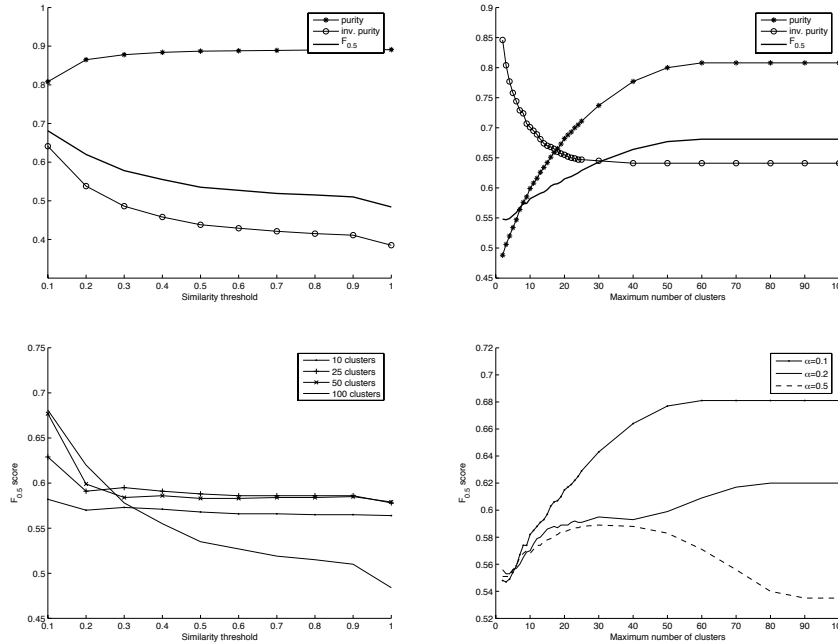 1
0.9
0.8
0.7
0.6
0.5
0.4
0.1 0.2 0.3 0.4 0.5 0.6 0.7 0.8 0.9 1
Similarity threshold
purity
inv. purity
F0.5
0.9
0.85
0.8
0.75
0.7
0.65
0.6
0.55
0.5
0.45
0 10 20 30 40 50 60 70 80 90 100
Maximum number of clusters
purity
inv. purity
F0.5
0.75
0.7
0.65
0.6
0.55
0.5
0.45
F0.5 score
0.1 0.2 0.3 0.4 0.5 0.6 0.7 0.8 0.9 1
Similarity threshold
10 clusters
25 clusters
50 clusters
100 clusters
0.72
0.7
0.68
0.66
0.64
0.62
0.6
0.58
0.56
0.54
0.52
F0.5 score
0 10 20 30 40 50 60 70 80 90
Maximum number of clusters
α=0.1
α=0.2
α=0.5